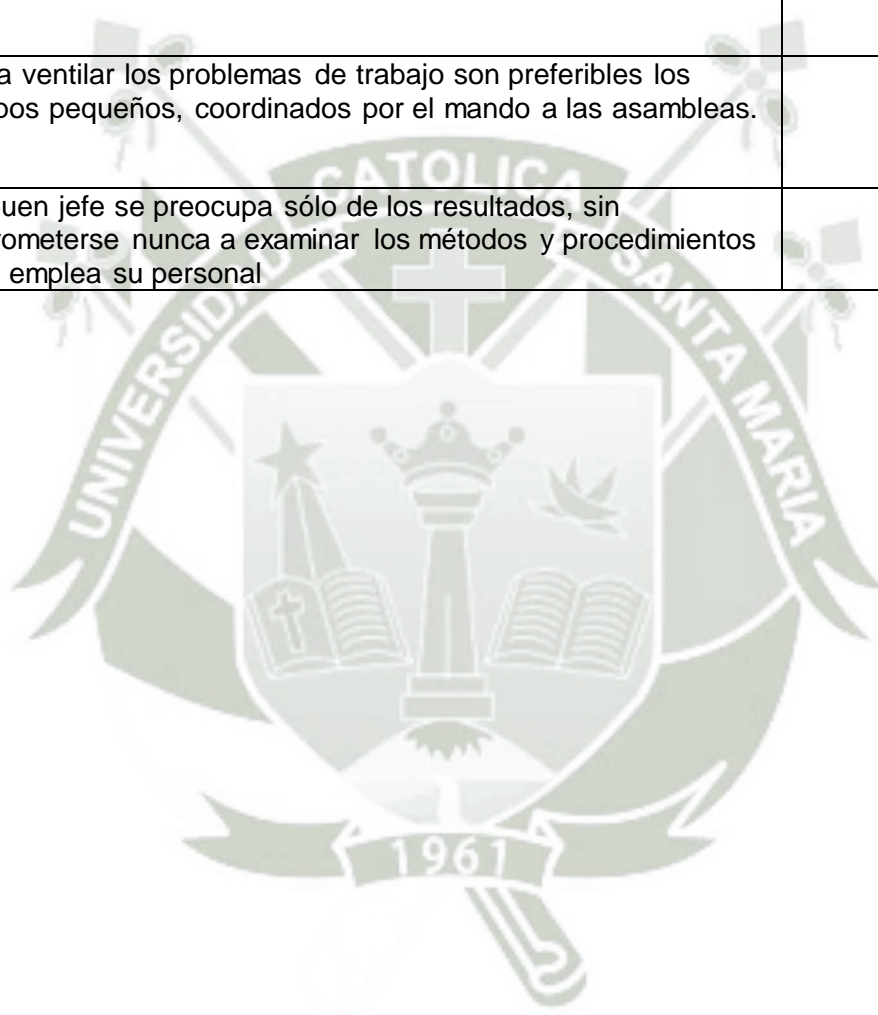 a ventilar los problemas de trabajo son preferibles los
pos pequeños, coordinados por el mando a las asambleas.
uen jefe se preocupa sólo de los resultados, sin
rometerse nunca a examinar los métodos y procedimientos
emplea su personal
UNIVERSIDAD CATOLICA SANTA MARIA
1961